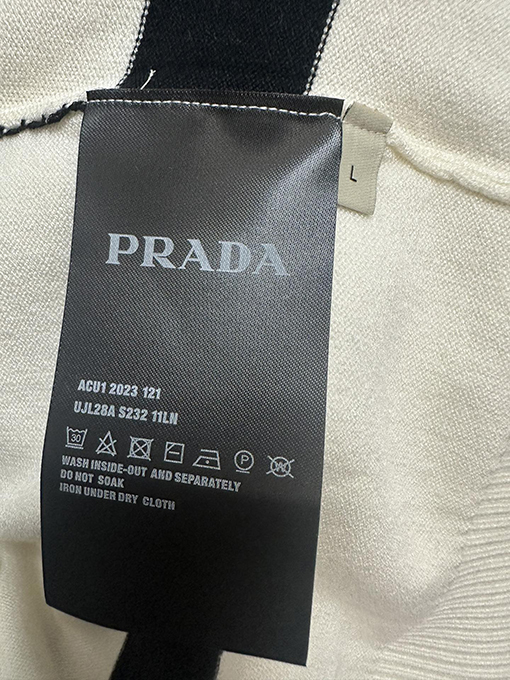 L
PRADA
ACU1 2023 121
UJL28A S232 11LN
30 P W
WASH INSIDE-OUT AND SEPARATELY
DO NOT SOAK
IRON UNDER DRY CLOTH